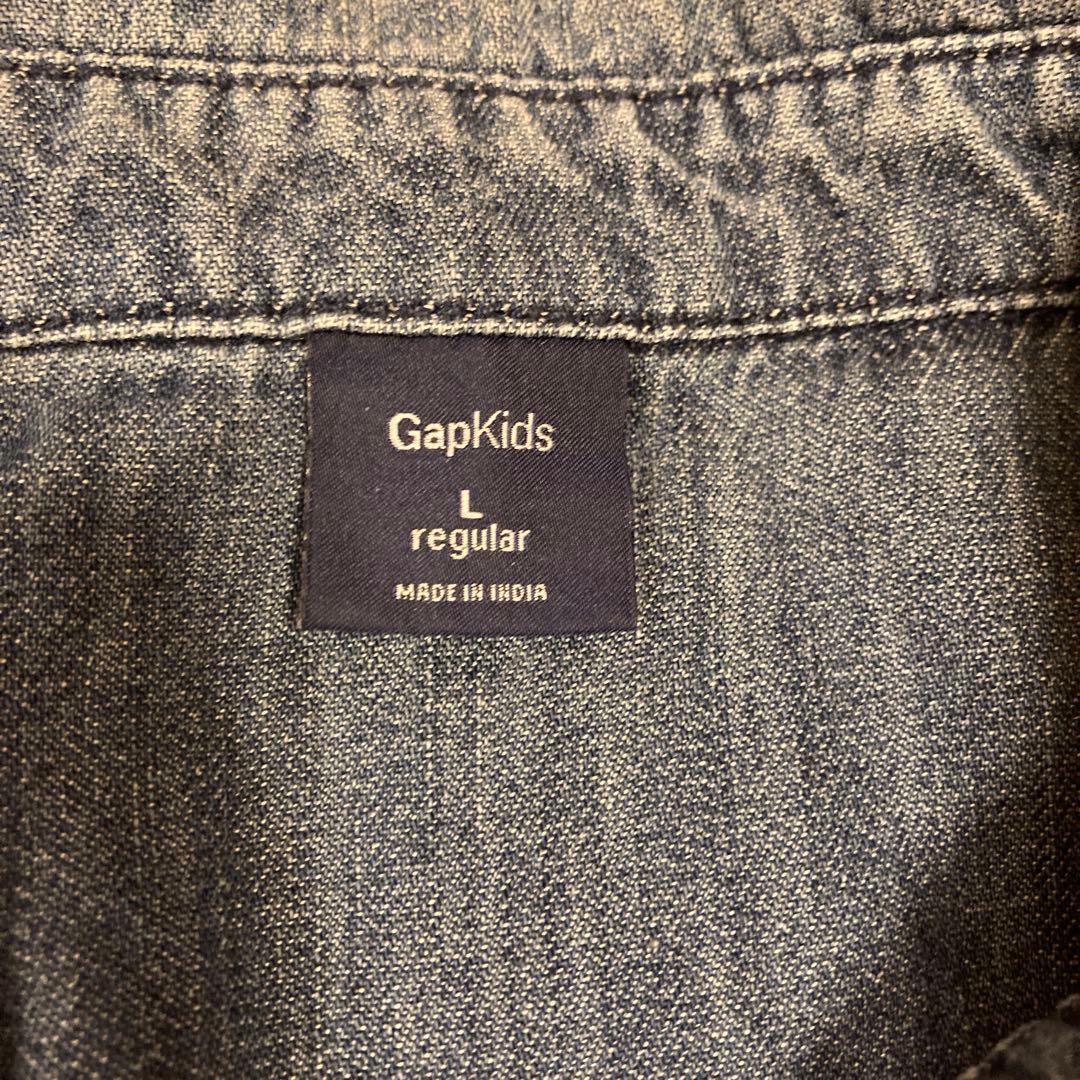 GapKids
L
regular
MADE IN INDIA